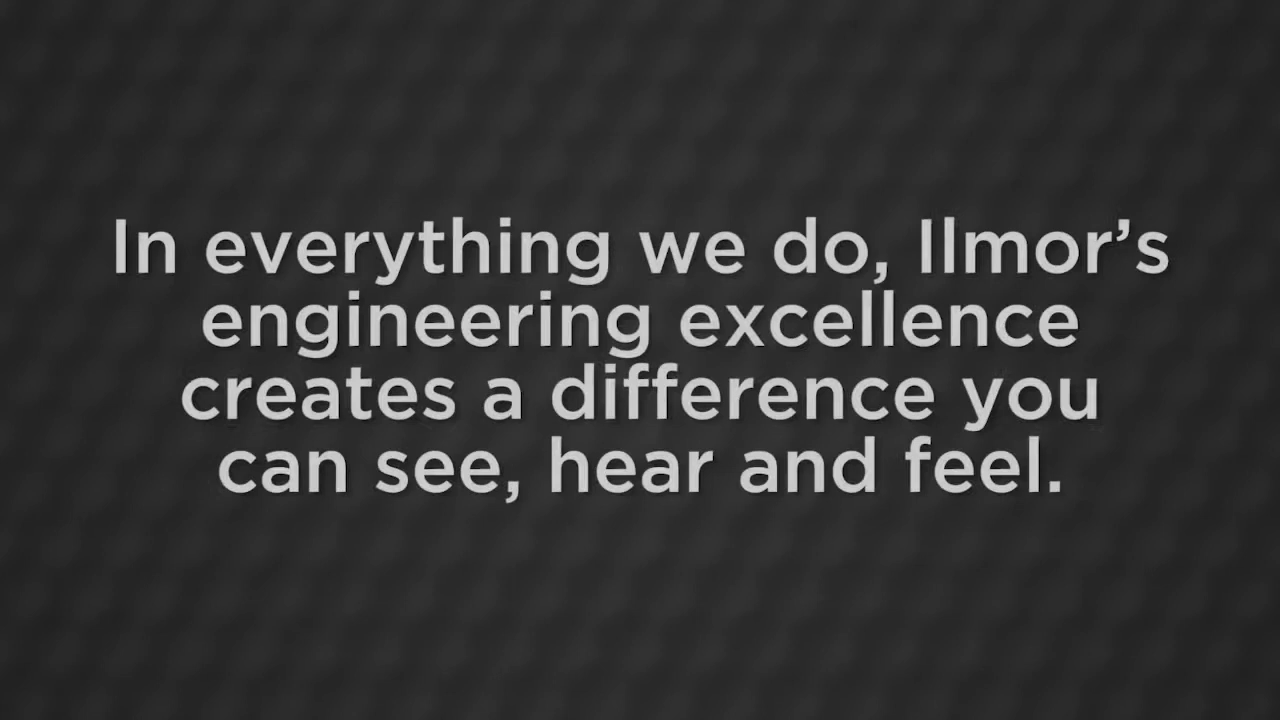 In everything we do, Ilmor’s
engineering excellence
creates a difference you
can see, hear and feel.